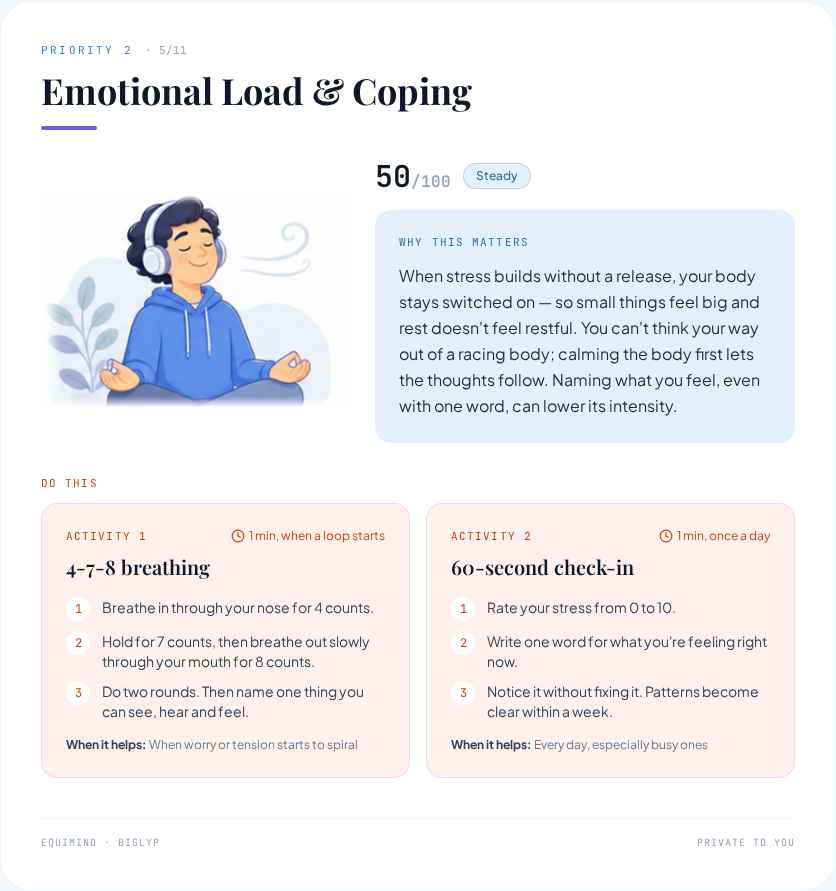 PRIORITY 2 · 5/11
Emotional Load & Coping
50/100 Steady
WHY THIS MATTERS
When stress builds without a release, your body
stays switched on — so small things feel big and
rest doesn't feel restful. You can't think your way
out of a racing body; calming the body first lets
the thoughts follow. Naming what you feel, even
with one word, can lower its intensity.
DO THIS
ACTIVITY 1
1 min, when a loop starts
4-7-8 breathing
1 Breathe in through your nose for 4 counts.
2 Hold for 7 counts, then breathe out slowly
through your mouth for 8 counts.
3 Do two rounds. Then name one thing you
can see, hear and feel.
When it helps: When worry or tension starts to spiral
ACTIVITY 2
1 min, once a day
60-second check-in
1 Rate your stress from 0 to 10.
2 Write one word for what you're feeling right
now.
3 Notice it without fixing it. Patterns become
clear within a week.
When it helps: Every day, especially busy ones
EQUIMINO · BIGLYP
PRIVATE TO YOU